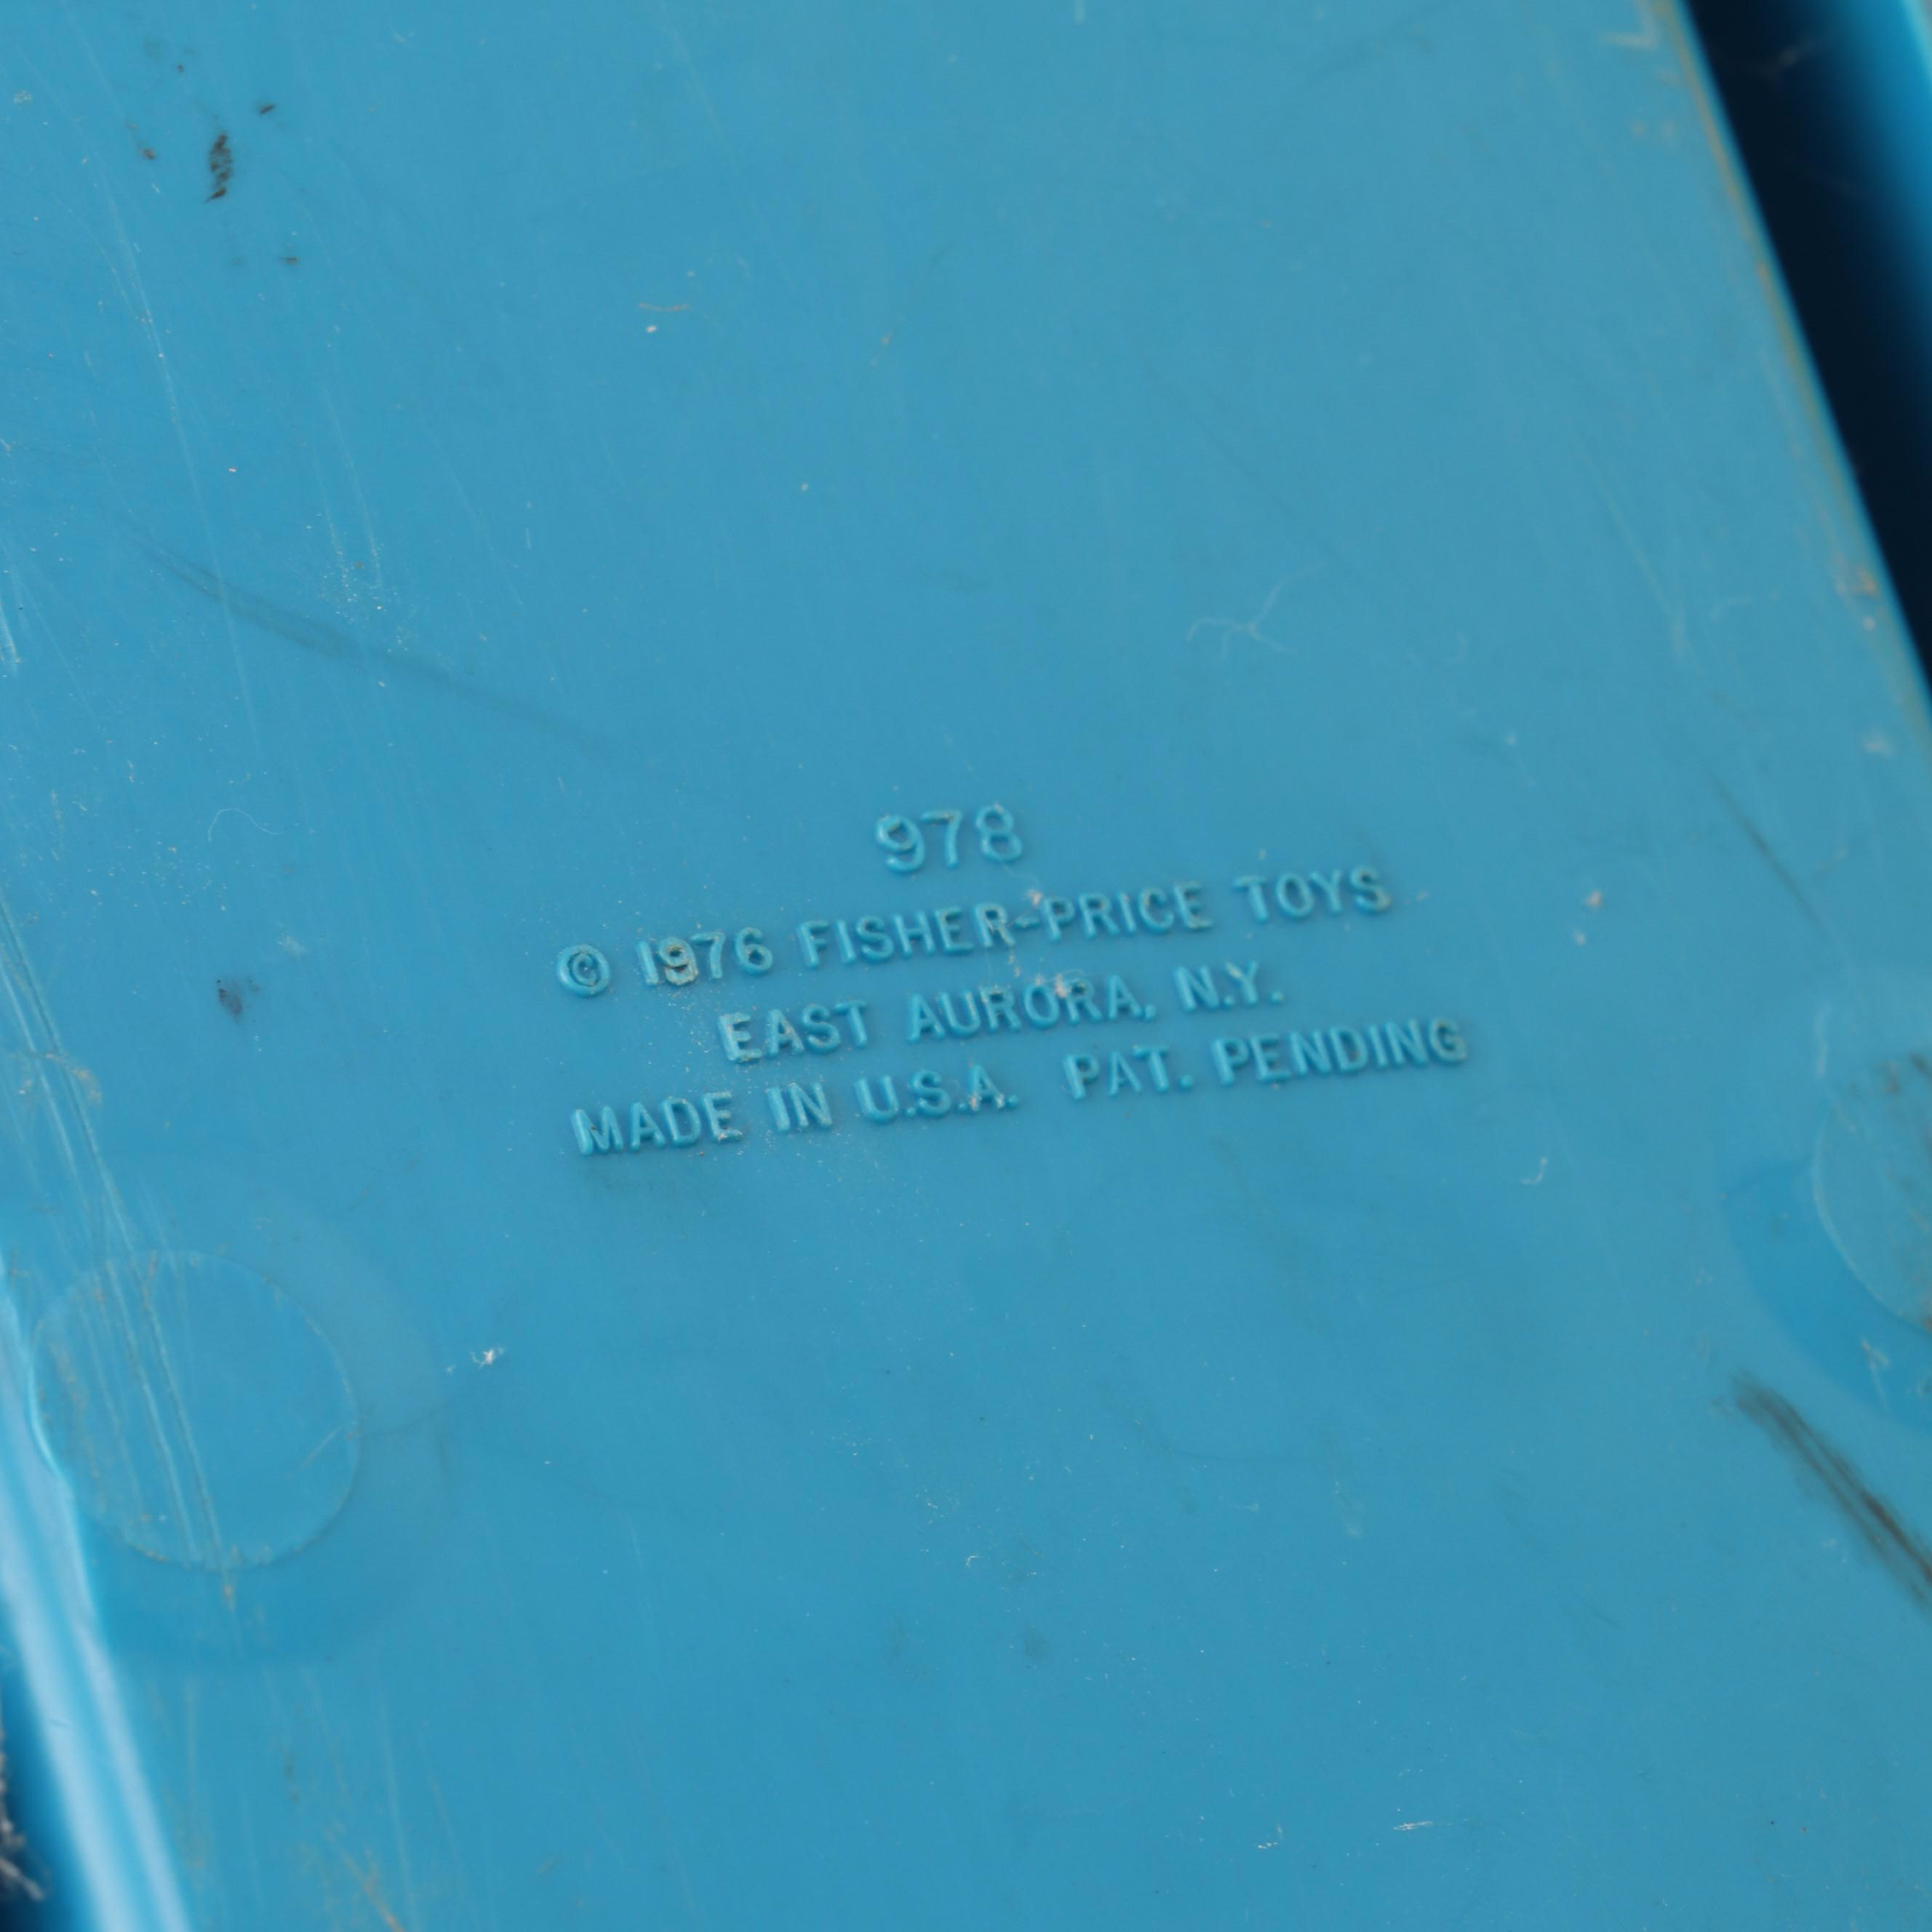 978
© 1976 FISHER-PRICE TOYS
EAST AURORA, N.Y.
MADE IN U.S.A. PAT. PENDING